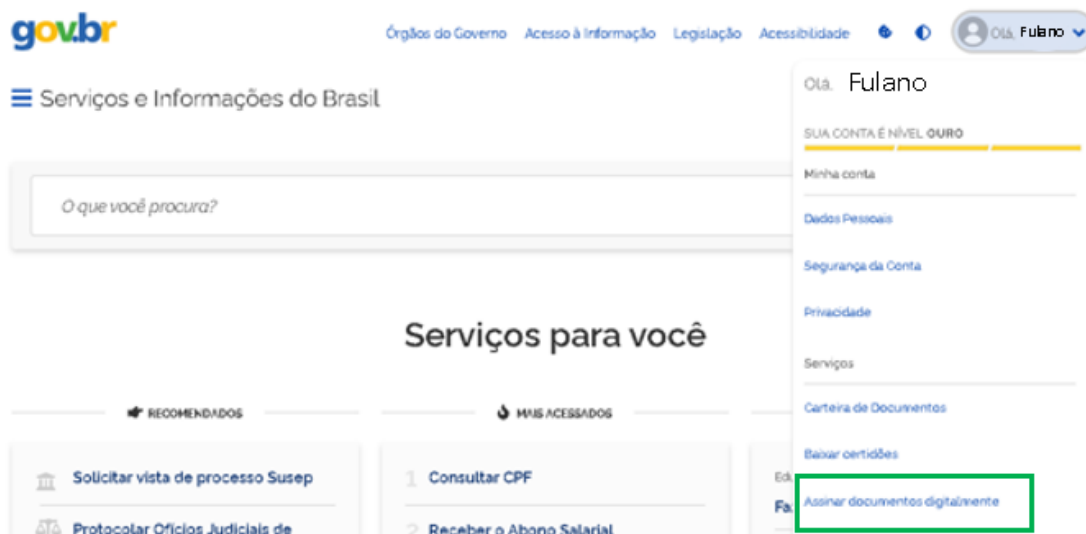 gov.br
Órgãos do Governo Acesso à Informação Legislação Acessibilidade
Olá, Fulano
Serviços e Informações do Brasil
O que você procura?
Olá, Fulano
SUA CONTA É NÍVEL OURO
Minha conta
Dados Pessoais
Segurança da Conta
Privacidade
Serviços
Carteira de Documentos
Baixar certidões
Assinar documentos digitalmente
Serviços para você
RECOMENDADOS
Solicitar vista de processo Susep
Protocolar Ofícios Judiciais de
MAIS ACESSADOS
1 Consultar CPF
2 Receber o Abono Salarial